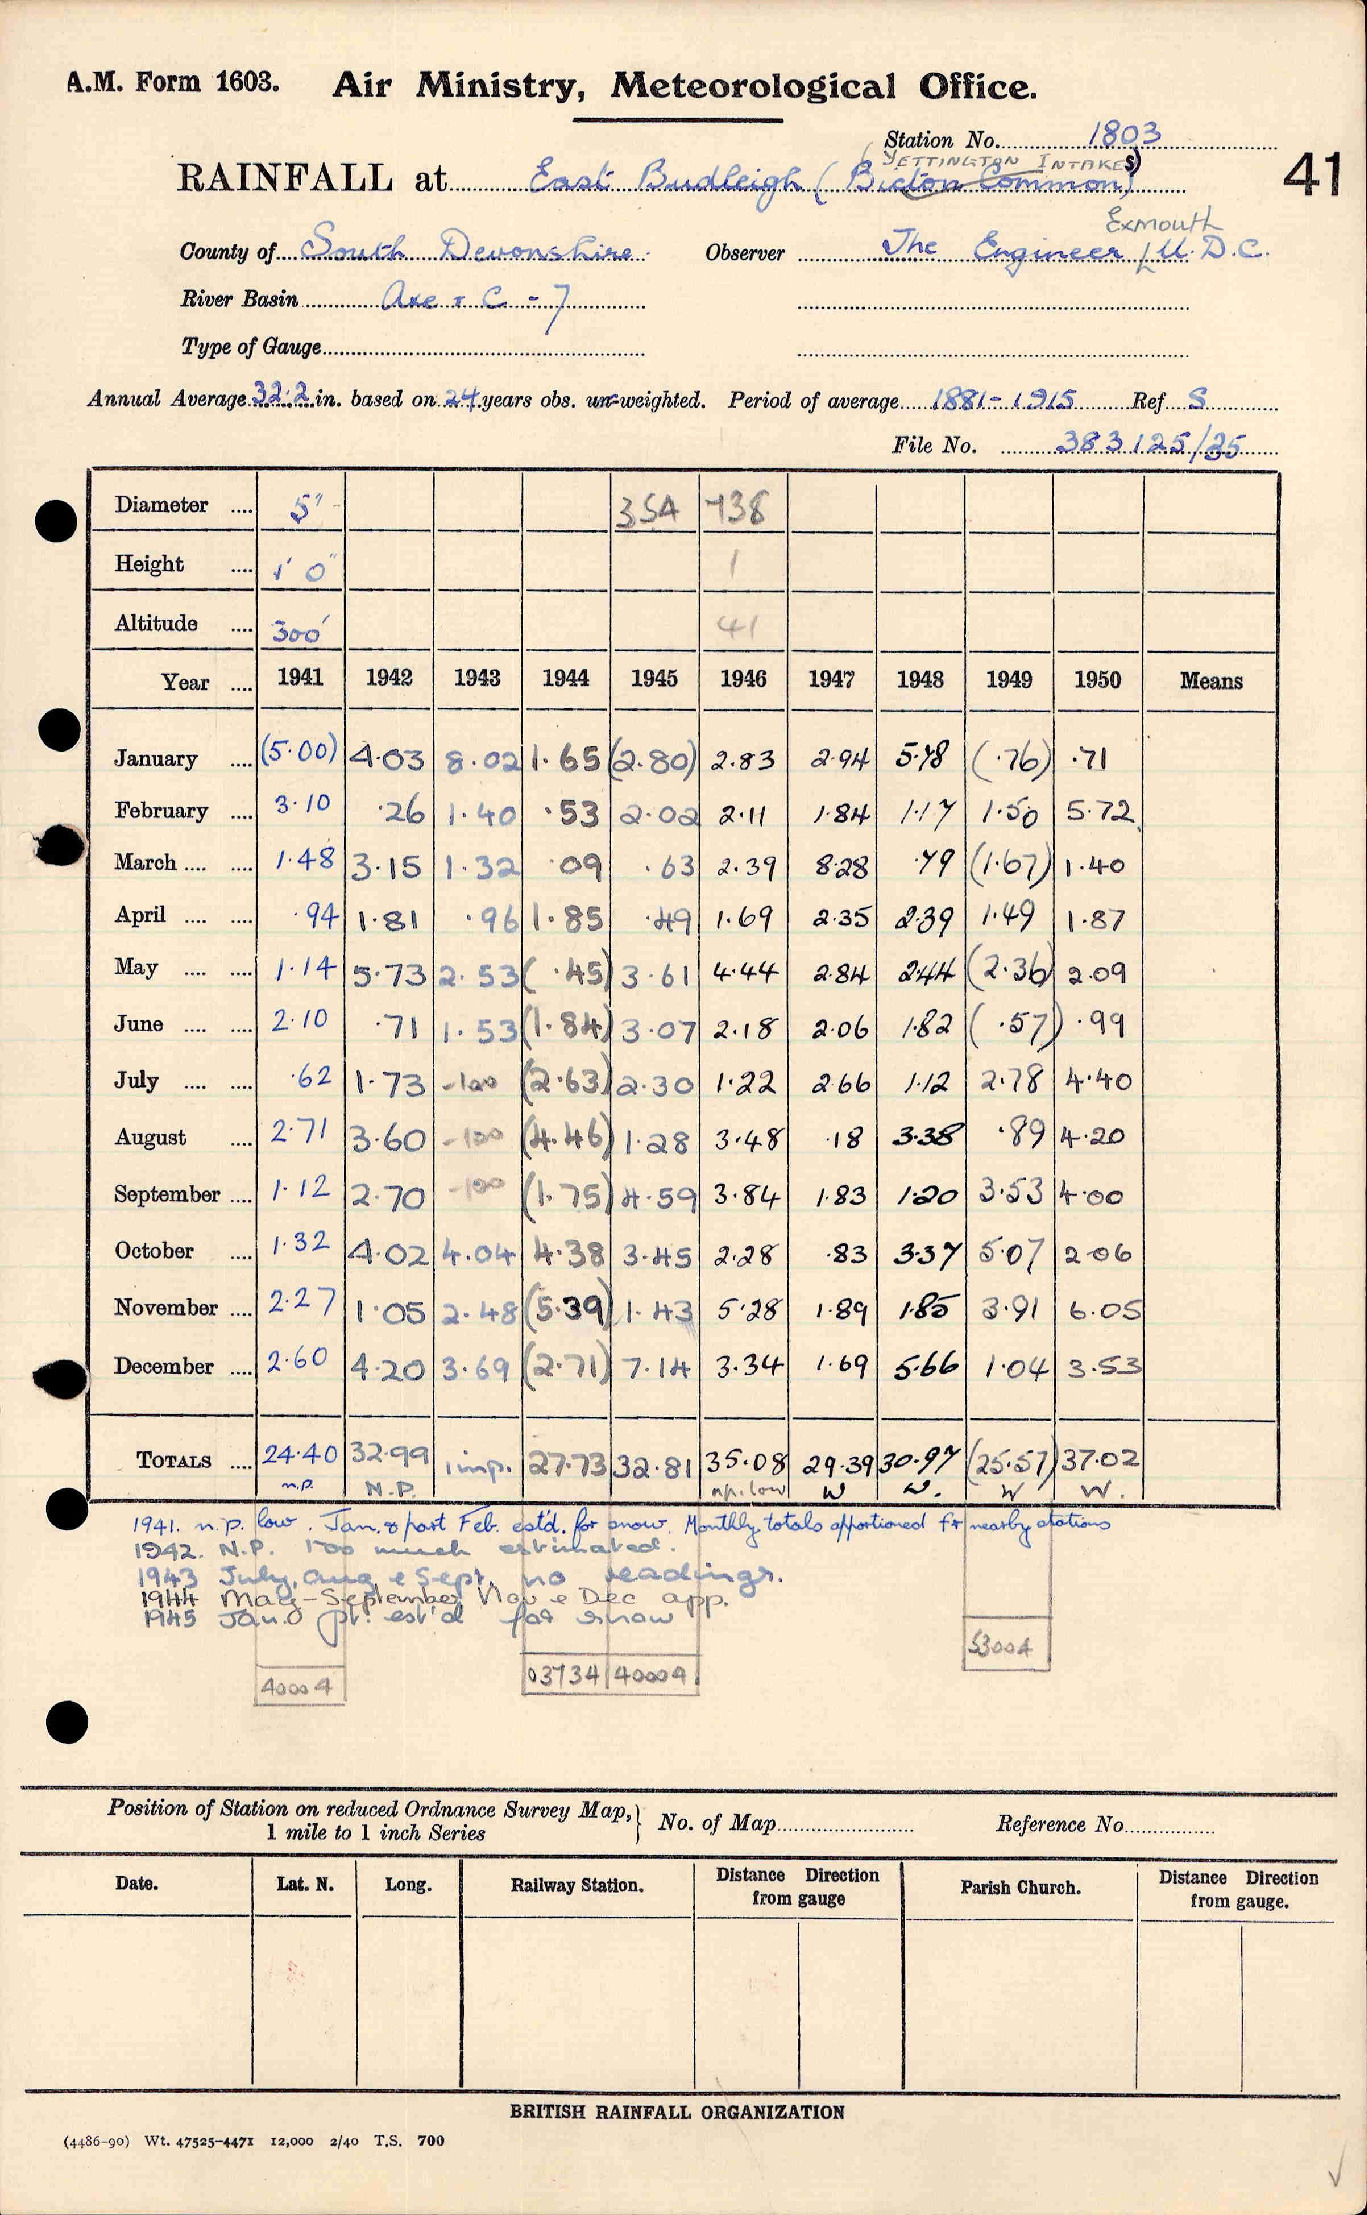 A.M. Form 1603. Air Ministry, Meteorological Office.
Station No. 1803
(YETTINGTON INTAKES)
RAINFALL at East Budleigh (Bicton Common) 41
Exmouth
County of South Devonshire. Observer The Engineer, U.D.C.
River Basin Axe & C - 7
Type of Gauge
Annual Average 32.2 in. based on 24 years obs. un-weighted. Period of average 1881-1915 Ref S
File No. 383125/35
Diameter .... 5" 354 738
Height .... 1' 0" 1
Altitude .... 300' 41
Year .... 1941 1942 1943 1944 1945 1946 1947 1948 1949 1950 Means
January .... (5.00) 4.03 8.02 1.65 (2.80) 2.83 2.94 5.78 (.76) .71
February .... 3.10 .26 1.40 .53 2.02 2.11 1.84 1.17 1.50 5.72
March .... .... 1.48 3.15 1.32 .09 .63 2.39 8.28 .79 (1.67) 1.40
April .... .... .94 1.81 .96 1.85 .49 1.69 2.35 2.39 1.49 1.87
May .... .... 1.14 5.73 2.53 (.45) 3.61 4.44 2.84 2.44 (2.36) 2.09
June .... .... 2.10 .71 1.53 (1.84) 3.07 2.18 2.06 1.82 (.57) .99
July .... .... .62 1.73 -100 (2.63) 2.30 1.22 2.66 1.12 2.78 4.40
August .... 2.71 3.60 -100 (4.46) 1.28 3.48 .18 3.38 .89 4.20
September .... 1.12 2.70 -100 (1.75) 4.59 3.84 1.83 1.20 3.53 4.00
October .... 1.32 4.02 4.04 4.38 3.45 2.28 .83 3.37 5.07 2.06
November .... 2.27 1.05 2.48 (5.39) 1.43 5.28 1.89 1.85 3.91 6.05
December .... 2.60 4.20 3.69 (2.71) 7.14 3.34 1.69 5.66 1.04 3.53
TOTALS .... 24.40 32.99 imp. 27.73 32.81 35.08 29.39 30.97 (25.57) 37.02
n.p. N.P. n.p. low W W. W W.
1941. n.p. low. Jan. & part Feb. est'd. for snow. Monthly totals apportioned fr nearby stations
1942. N.P. too much estimated.
1943 July, Aug & Sept. no readings.
1944 May-September Nov & Dec app.
1945 Jan. pt. est'd for snow
53004
03734 40004
40004
Position of Station on reduced Ordnance Survey Map, } No. of Map Reference No.
1 mile to 1 inch Series
Date. Lat. N. Long. Railway Station. Distance from gauge Direction Parish Church. Distance Direction from gauge.
BRITISH RAINFALL ORGANIZATION
(4486-90) Wt. 47525-4471 12,000 2/40 T.S. 700